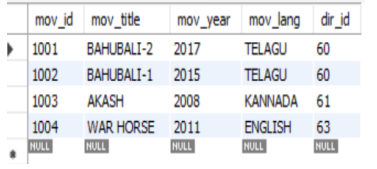 mov_id mov_title mov_year mov_lang dir_id
1001 BAHUBALI-2 2017 TELAGU 60
1002 BAHUBALI-1 2015 TELAGU 60
1003 AKASH 2008 KANNADA 61
1004 WAR HORSE 2011 ENGLISH 63
NULL NULL NULL NULL NULL